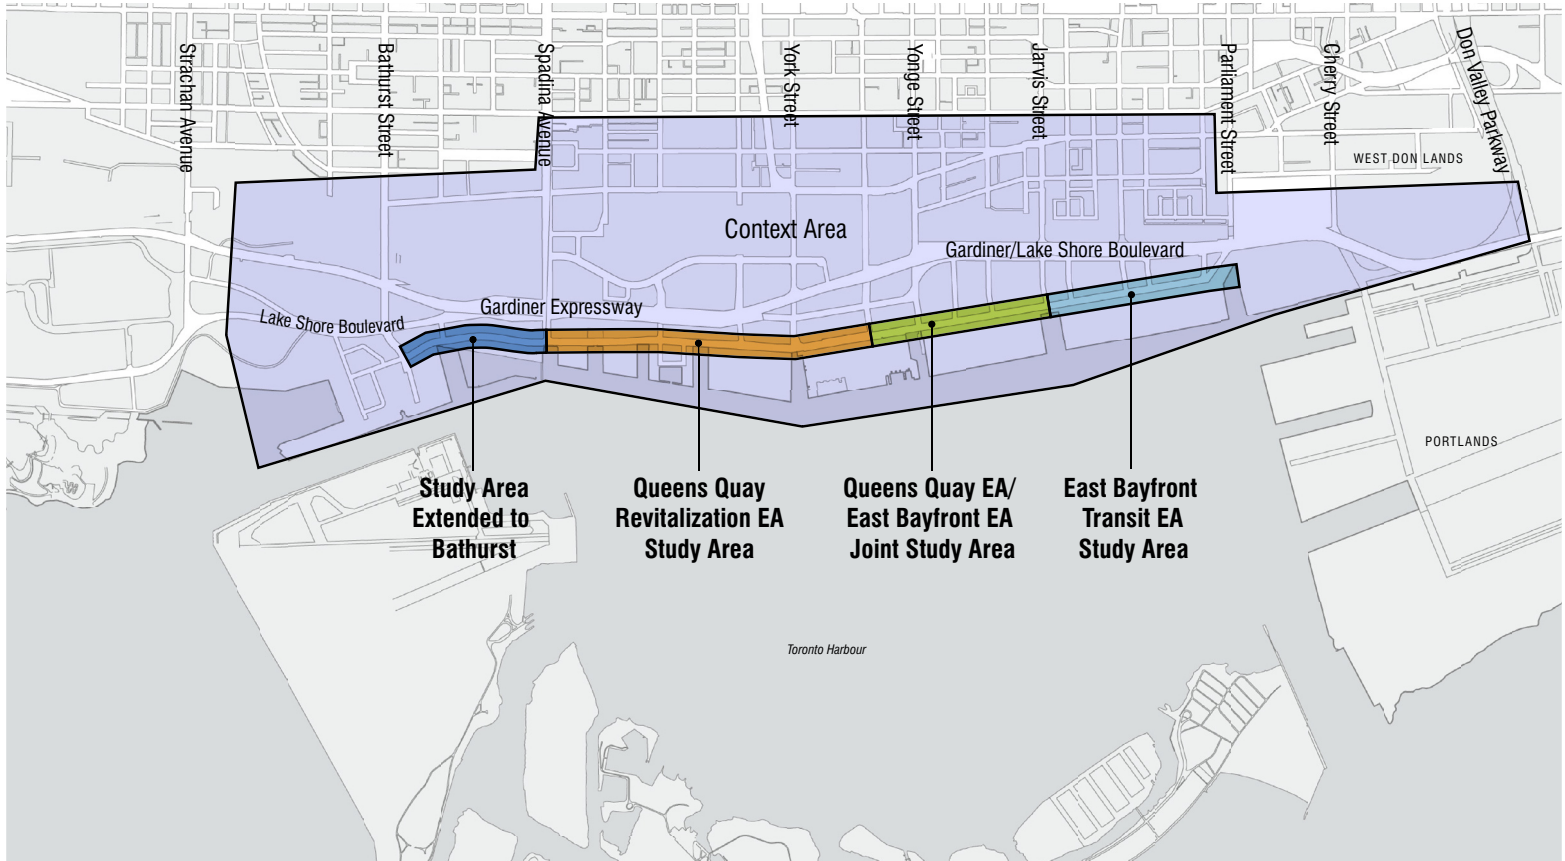 Strachan Avenue
Bathurst Street
Spadina Avenue
York Street
Yonge Street
Jarvis Street
Parliament Street
Cherry Street
Don Valley Parkway
WEST DON LANDS
Context Area
Gardiner/Lake Shore Boulevard
Gardiner Expressway
Lake Shore Boulevard
PORTLANDS
Study Area
Extended to
Bathurst
Queens Quay
Revitalization EA
Study Area
Queens Quay EA/
East Bayfront EA
Joint Study Area
East Bayfront
Transit EA
Study Area
Toronto Harbour